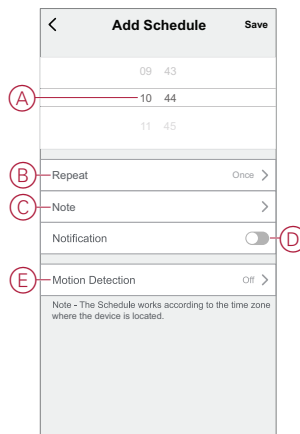 Add Schedule Save
09 43
A 10 44
11 45
B Repeat Once
C Note
Notification D
E Motion Detection Off
Note - The Schedule works according to the time zone
where the device is located.